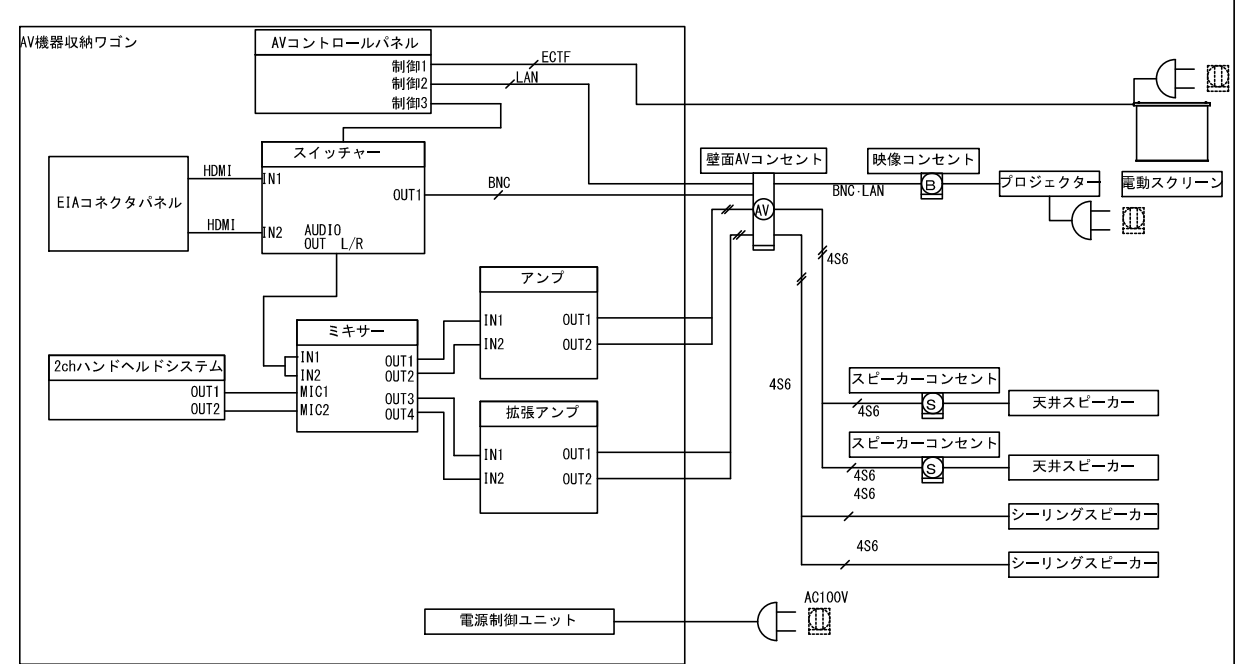 AV機器収納ワゴン
AVコントロールパネル
制御1
制御2
制御3
ECTF
LAN
スイッチャー
IN1
IN2
OUT1
AUDIO
OUT L/R
HDMI
HDMI
EIAコネクタパネル
BNC
壁面AVコンセント
AV
映像コンセント
B
BNC・LAN
プロジェクター
電動スクリーン
4S6
4S6
アンプ
IN1
IN2
OUT1
OUT2
ミキサー
IN1
IN2
MIC1
MIC2
OUT1
OUT2
OUT3
OUT4
2chハンドヘルドシステム
OUT1
OUT2
拡張アンプ
IN1
IN2
OUT1
OUT2
スピーカーコンセント
S
4S6
天井スピーカー
スピーカーコンセント
S
4S6
天井スピーカー
4S6
シーリングスピーカー
4S6
シーリングスピーカー
電源制御ユニット
AC100V